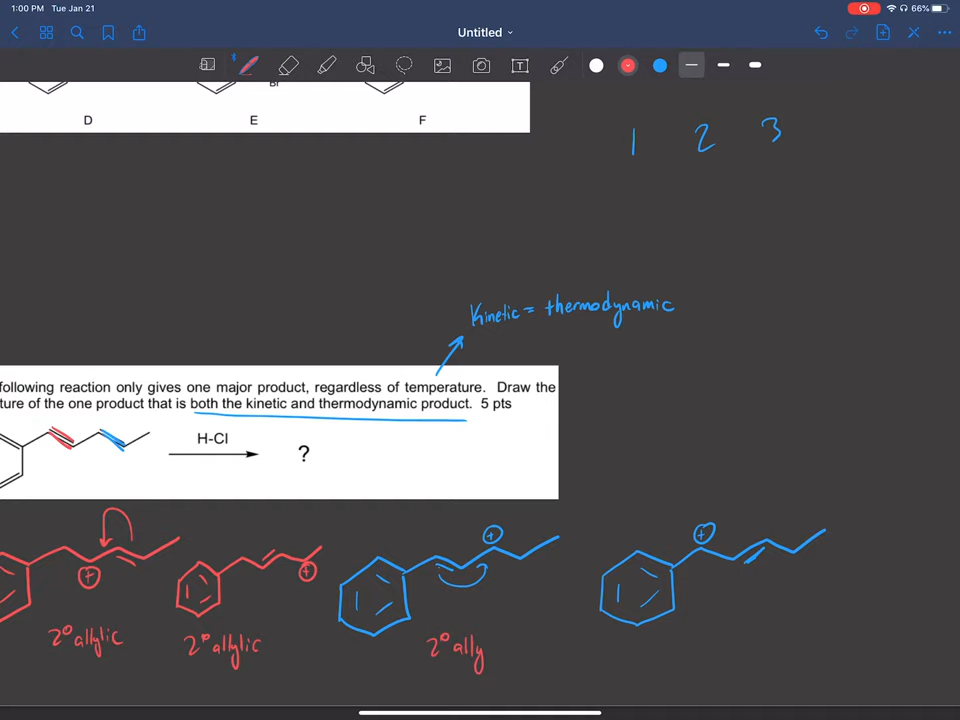 1:00 PM Tue Jan 21
66%
Untitled
T
Br
D E F
1 2 3
Kinetic = thermodynamic
following reaction only gives one major product, regardless of temperature. Draw the
ture of the one product that is both the kinetic and thermodynamic product. 5 pts
H-Cl
?
+ + + +
2° allylic 2° allylic 2° ally